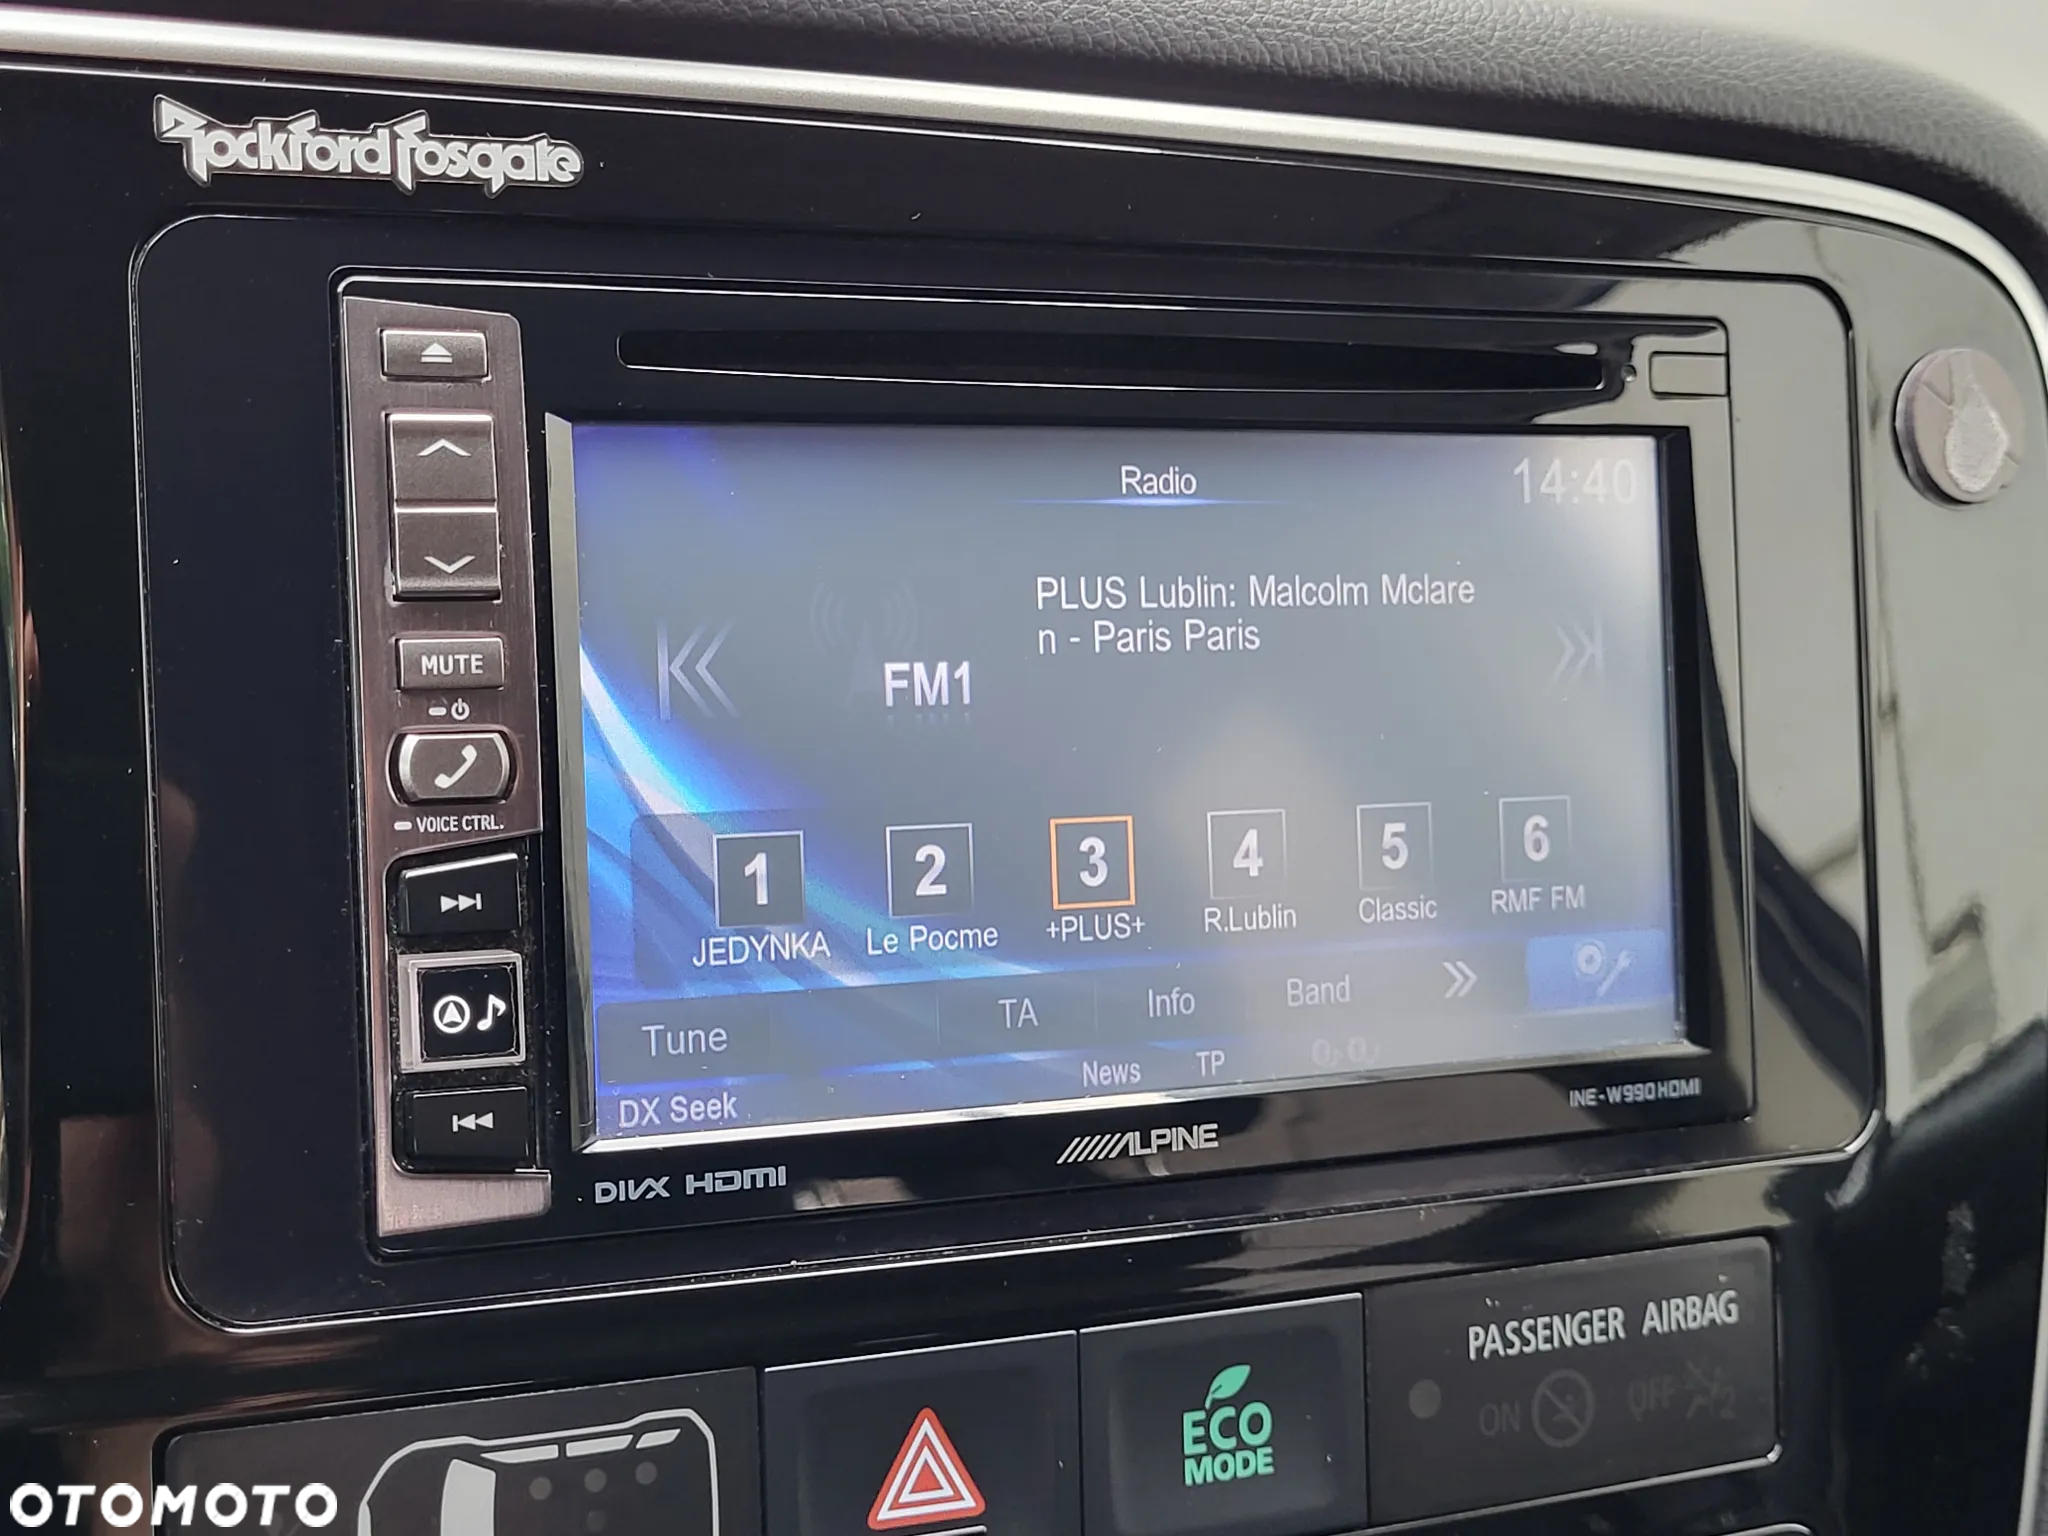 Rockford Fosgate
Radio
14:40
PLUS Lublin: Malcolm Mclare
n - Paris Paris
FM1
MUTE
VOICE CTRL.
1 2 3 4 5 6
JEDYNKA Le Pocme +PLUS+ R.Lublin Classic RMF FM
Tune TA Info Band
DX Seek News TP
INE-W990HDMI
DIVX HDMI
ALPINE
PASSENGER AIRBAG
ON OFF
ECO
MODE
OTOMOTO